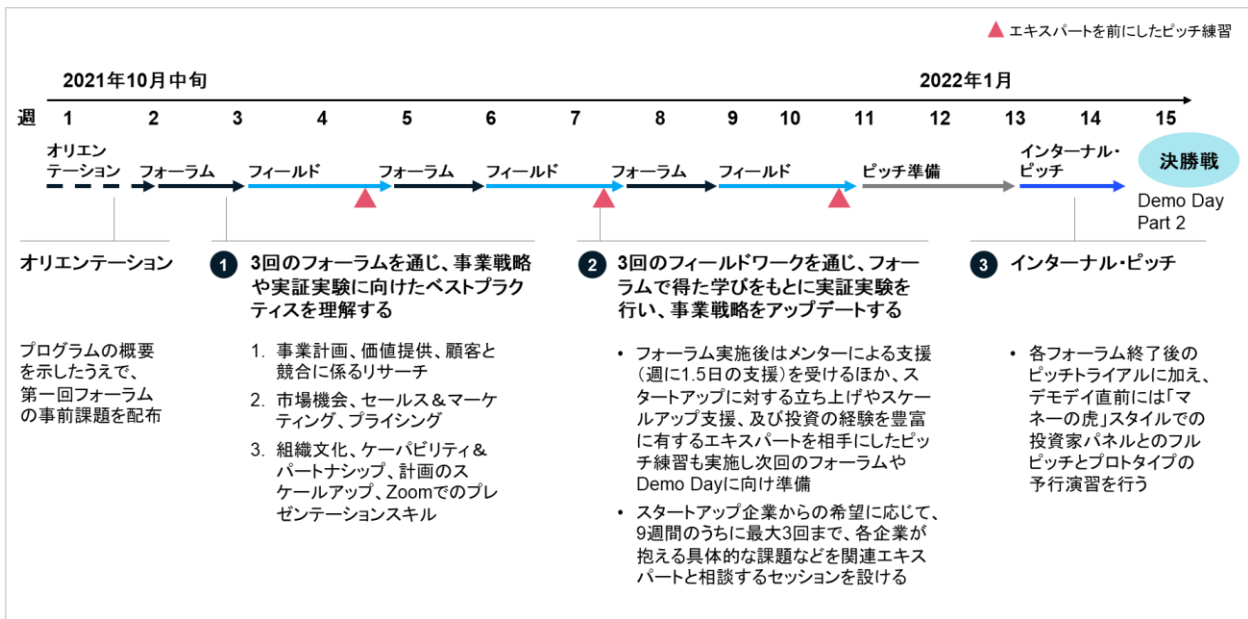 エキスパートを前にしたピッチ練習
2021年10月中旬
2022年1月
週 1 2 3 4 5 6 7 8 9 10 11 12 13 14 15
オリエン
テーション
フォーラム
フィールド
フォーラム
フィールド
フォーラム
フィールド
ピッチ準備
インターナル・
ピッチ
決勝戦
Demo Day
Part 2
オリエンテーション
プログラムの概要
を示したうえで、
第一回フォーラム
の事前課題を配布
1 3回のフォーラムを通じ、事業戦略
や実証実験に向けたベストプラク
ティスを理解する
1. 事業計画、価値提供、顧客と
競合に係るリサーチ
2. 市場機会、セールス&マーケ
ティング、プライシング
3. 組織文化、ケーパビリティ&
パートナシップ、計画のス
ケールアップ、Zoomでのプレ
ゼンテーションスキル
2 3回のフィールドワークを通じ、フォー
ラムで得た学びをもとに実証実験を
行い、事業戦略をアップデートする
• フォーラム実施後はメンターによる支援
(週に1.5日の支援)を受けるほか、ス
タートアップに対する立ち上げやスケ
ールアップ支援、及び投資の経験を豊富
に有するエキスパートを相手にしたピッ
チ練習も実施し次回のフォーラムや
Demo Dayに向け準備
• スタートアップ企業からの希望に応じて、
9週間のうちに最大3回まで、各企業が
抱える具体的な課題などを関連エキス
パートと相談するセッションを設ける
3 インターナル・ピッチ
• 各フォーラム終了後の
ピッチトライアルに加え、
デモデイ直前には「マ
ネーの虎」スタイルでの
投資家パネルとのフル
ピッチとプロトタイプの
予行演習を行う